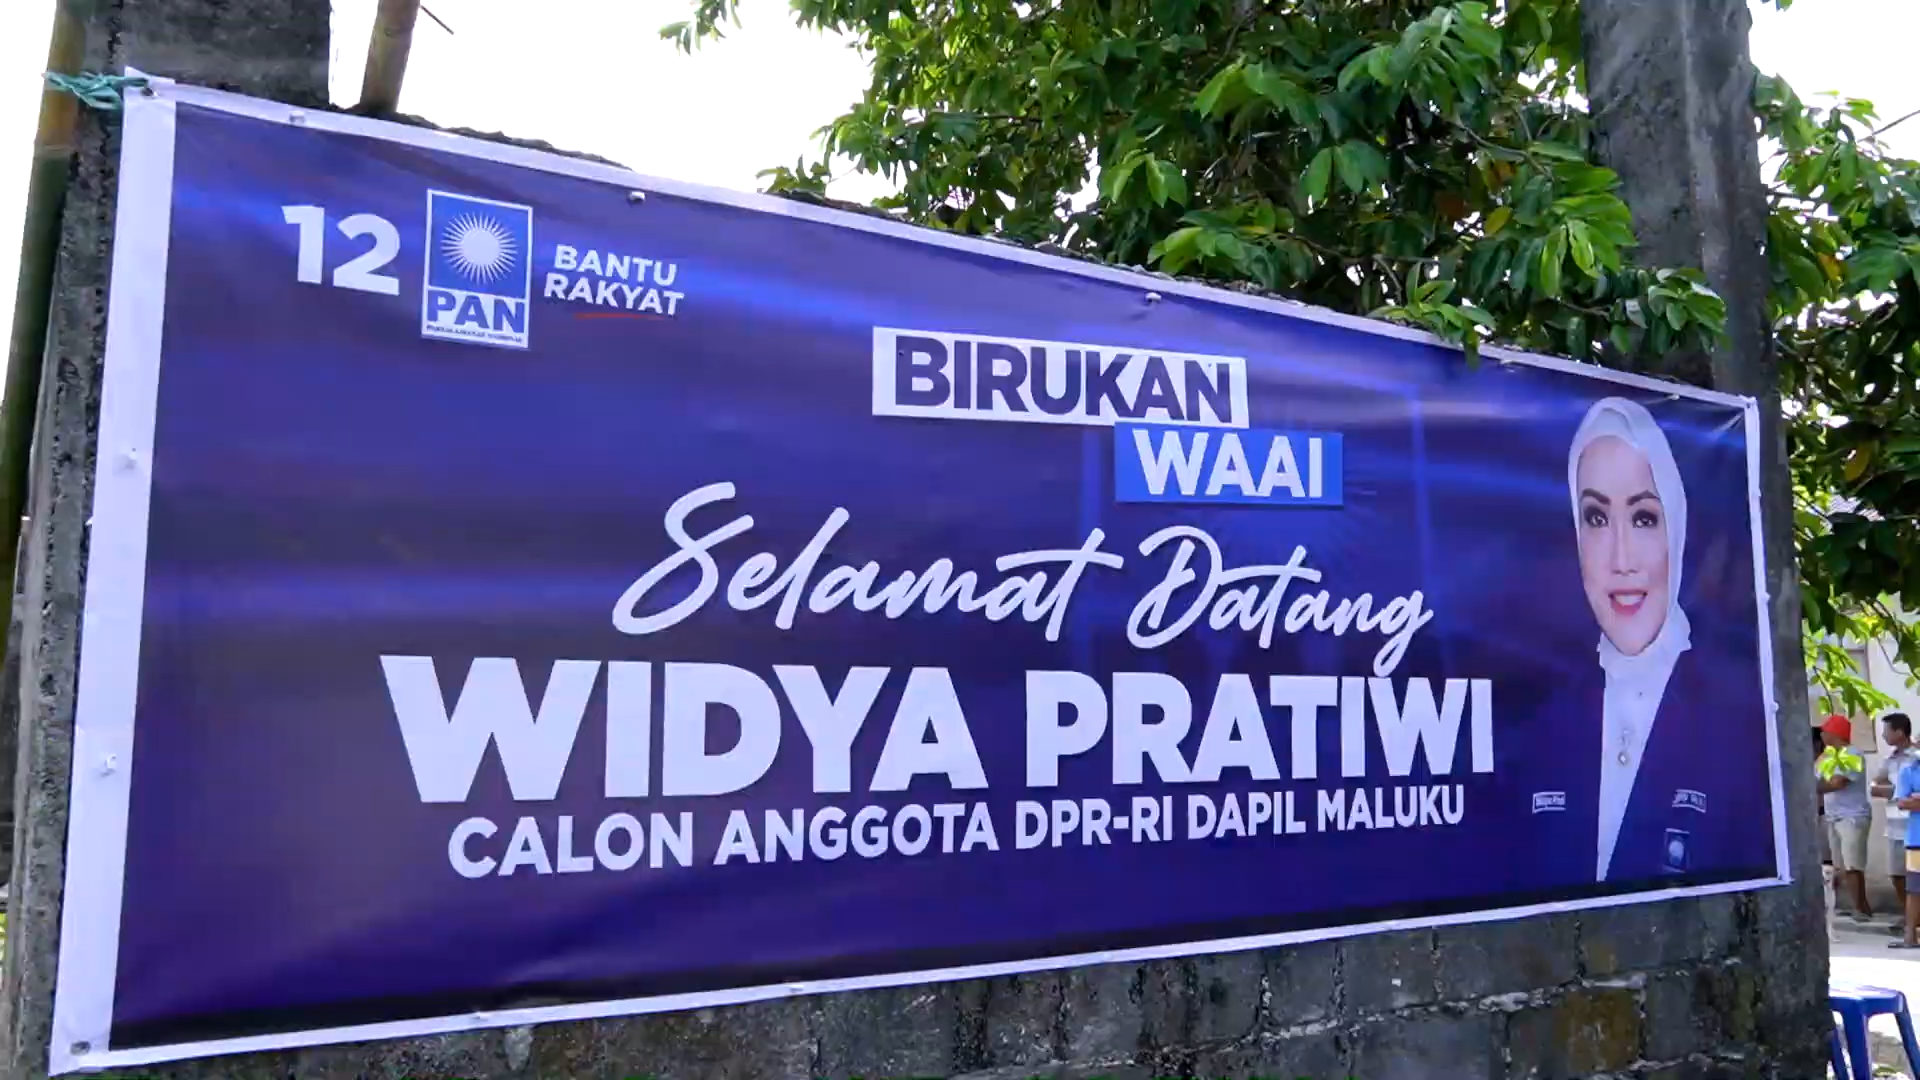 12
PAN
BANTU
RAKYAT
BIRUKAN
WAAI
Selamat Datang
WIDYA PRATIWI
CALON ANGGOTA DPR-RI DAPIL MALUKU